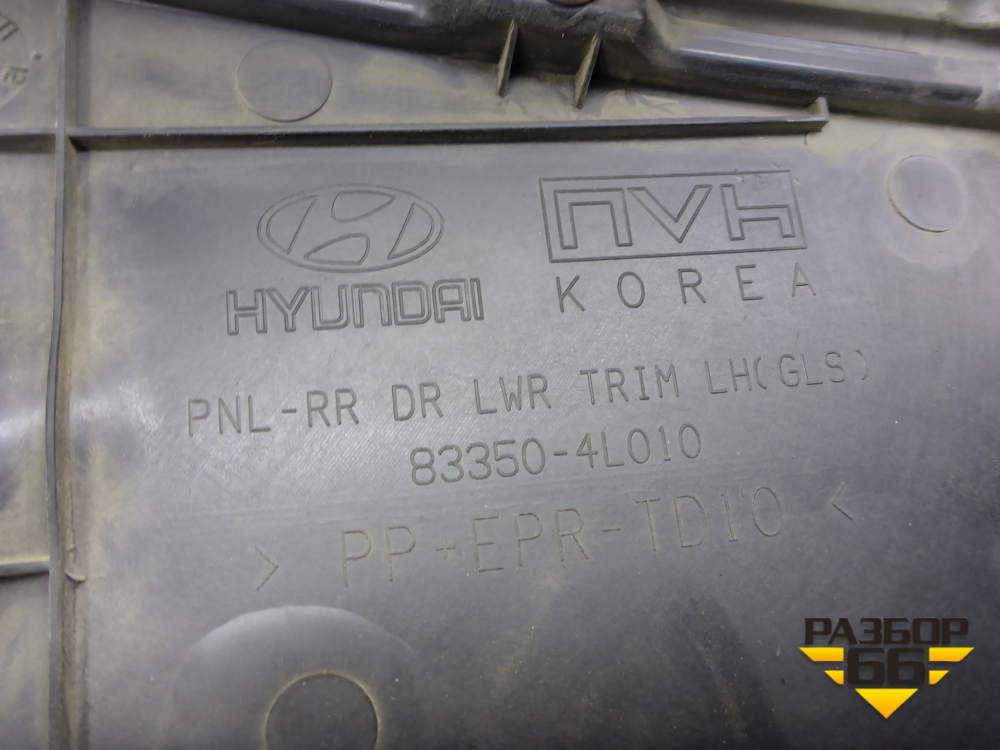 HYUNDAI
NVH
KOREA
PNL-RR DR LWR TRIM LH(GLS)
83350-4L010
> PP+EPR-TD10 <
РАЗБОР
66